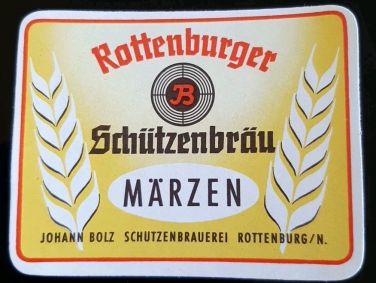 Rottenburger
JB
Schützenbräu
MÄRZEN
JOHANN BOLZ SCHÜTZENBRAUEREI ROTTENBURG/N.